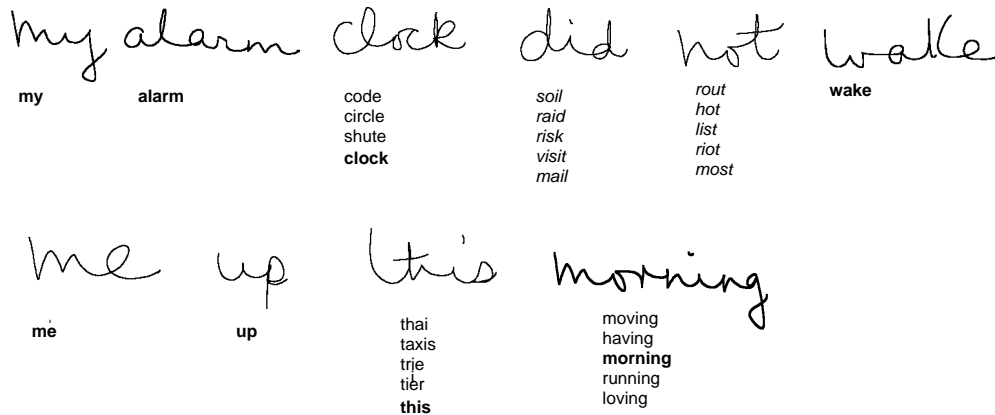 my alarm clock did not wake
my alarm code soil rout wake
circle raid hot
shute risk list
clock visit riot
mail most
me up this morning
me up thai moving
taxis having
trie morning
tier running
this loving